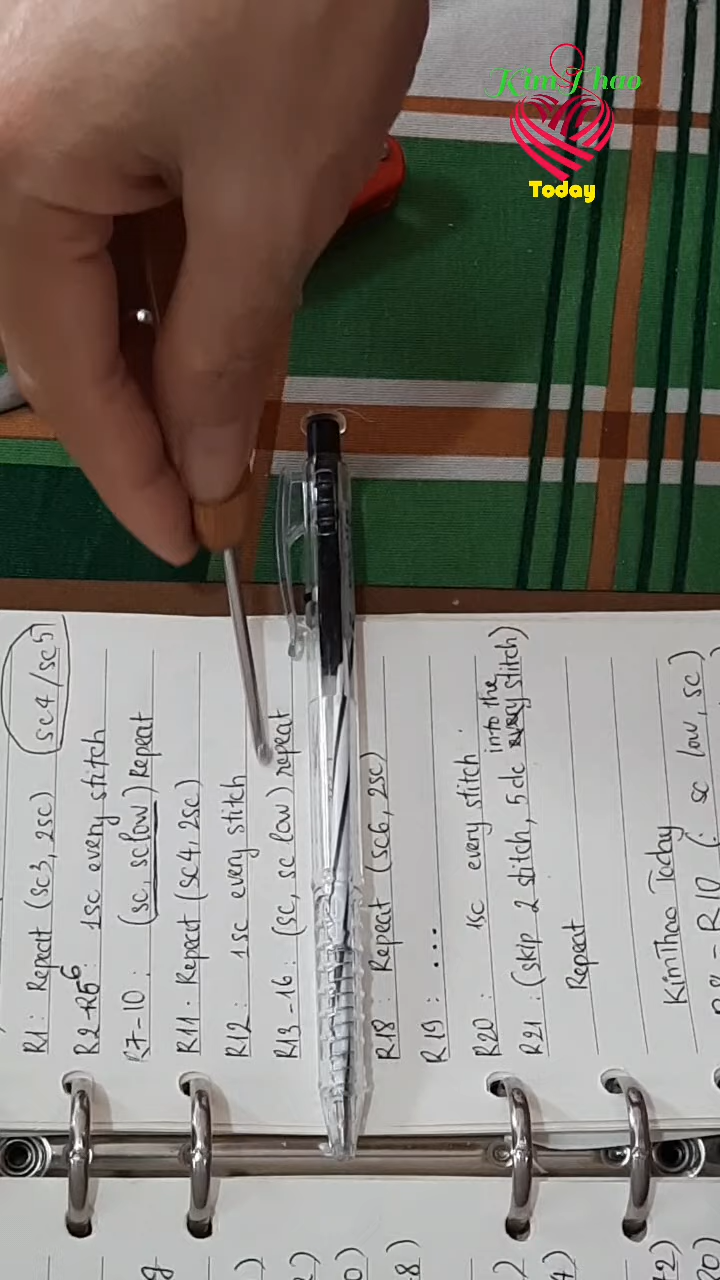 KimThao
Today
sc4/sc5
R1: Repeat (sc3, 2sc)
R2-R6: 1sc every stitch
R7-10: (sc, sc low) Repeat
R11: Repeat (sc4, 2sc)
R12: 1sc every stitch
R13-16: (sc, sc low) repeat
R18: Repeat (sc6, 2sc)
R19: ....
R20: 1sc every stitch.
R21: (skip 2 stitch, 5dc into the stitch)
Repeat
KimThao Today
sc low, sc)